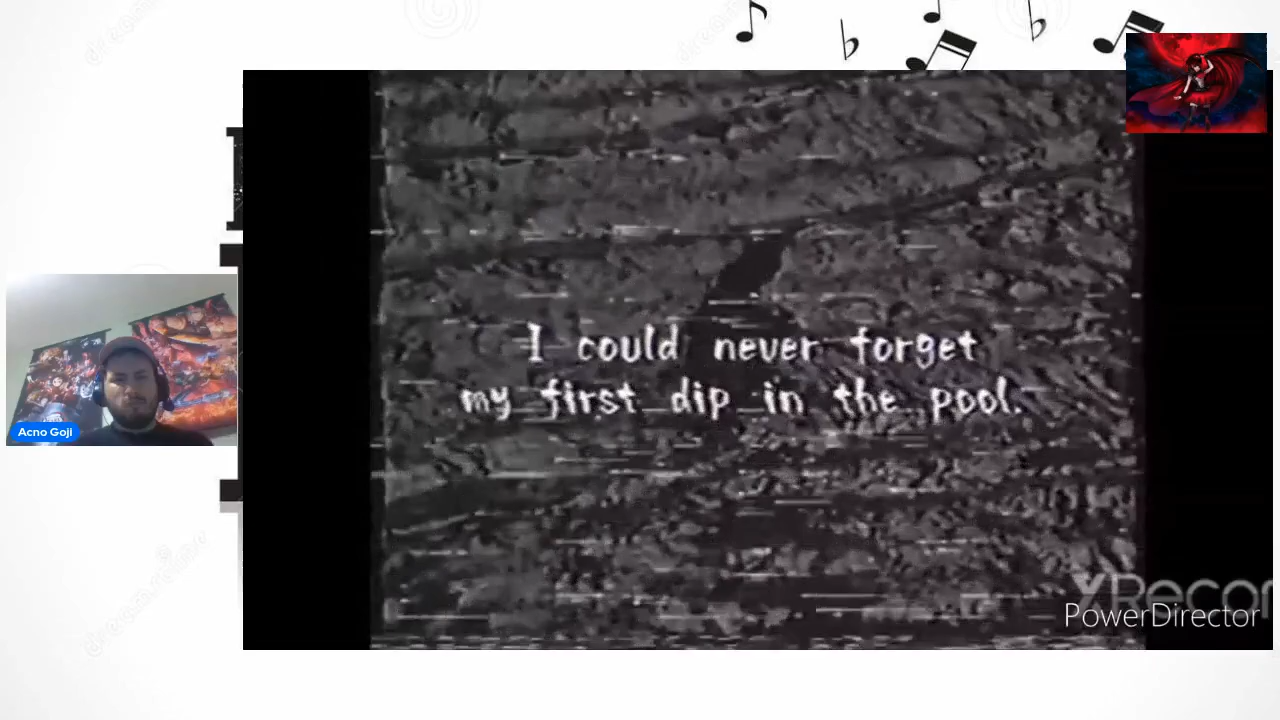 I could never forget
my first dip in the pool.
Acno Goji
PowerDirector